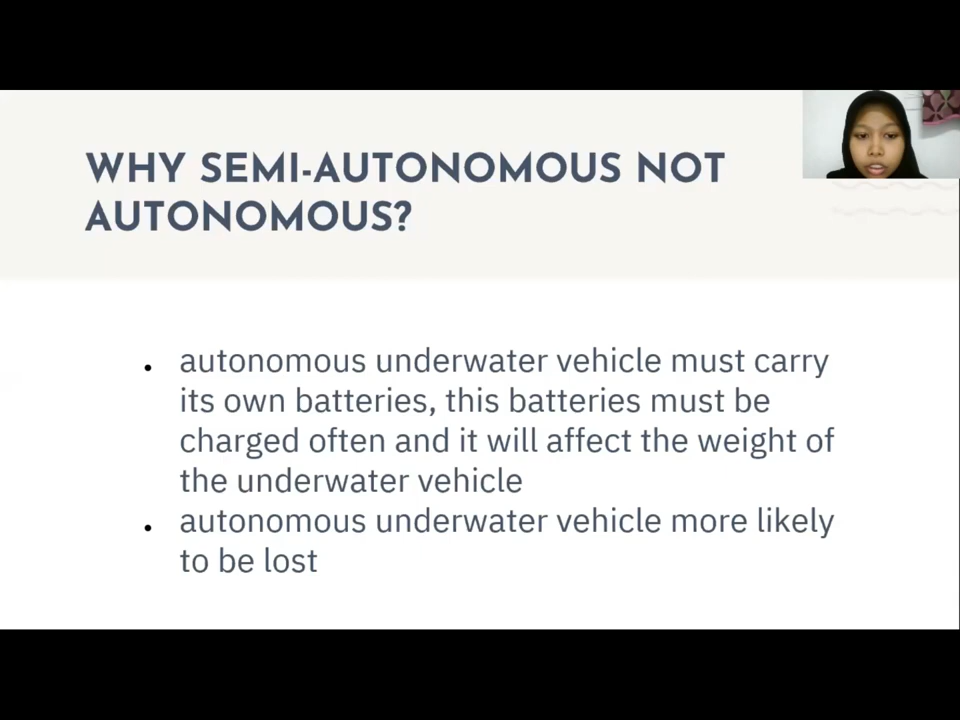 WHY SEMI-AUTONOMOUS NOT
AUTONOMOUS?
autonomous underwater vehicle must carry
its own batteries, this batteries must be
charged often and it will affect the weight of
the underwater vehicle
autonomous underwater vehicle more likely
to be lost